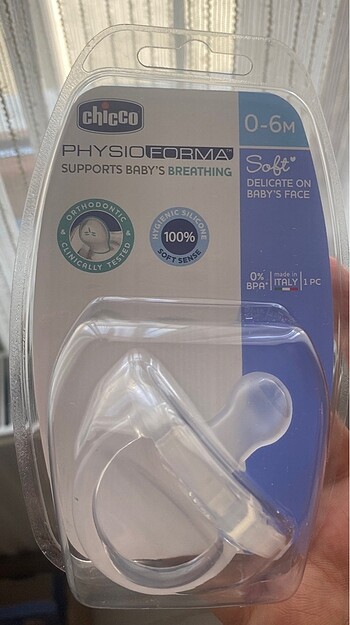 chicco
0-6M
PHYSIOFORMA™
SUPPORTS BABY'S BREATHING
Soft
DELICATE ON
BABY'S FACE
ORTHODONTIC
CLINICALLY TESTED
HYGIENIC SILICONE
100%
SOFT SENSE
0%
BPA*
made in
ITALY
1 PC